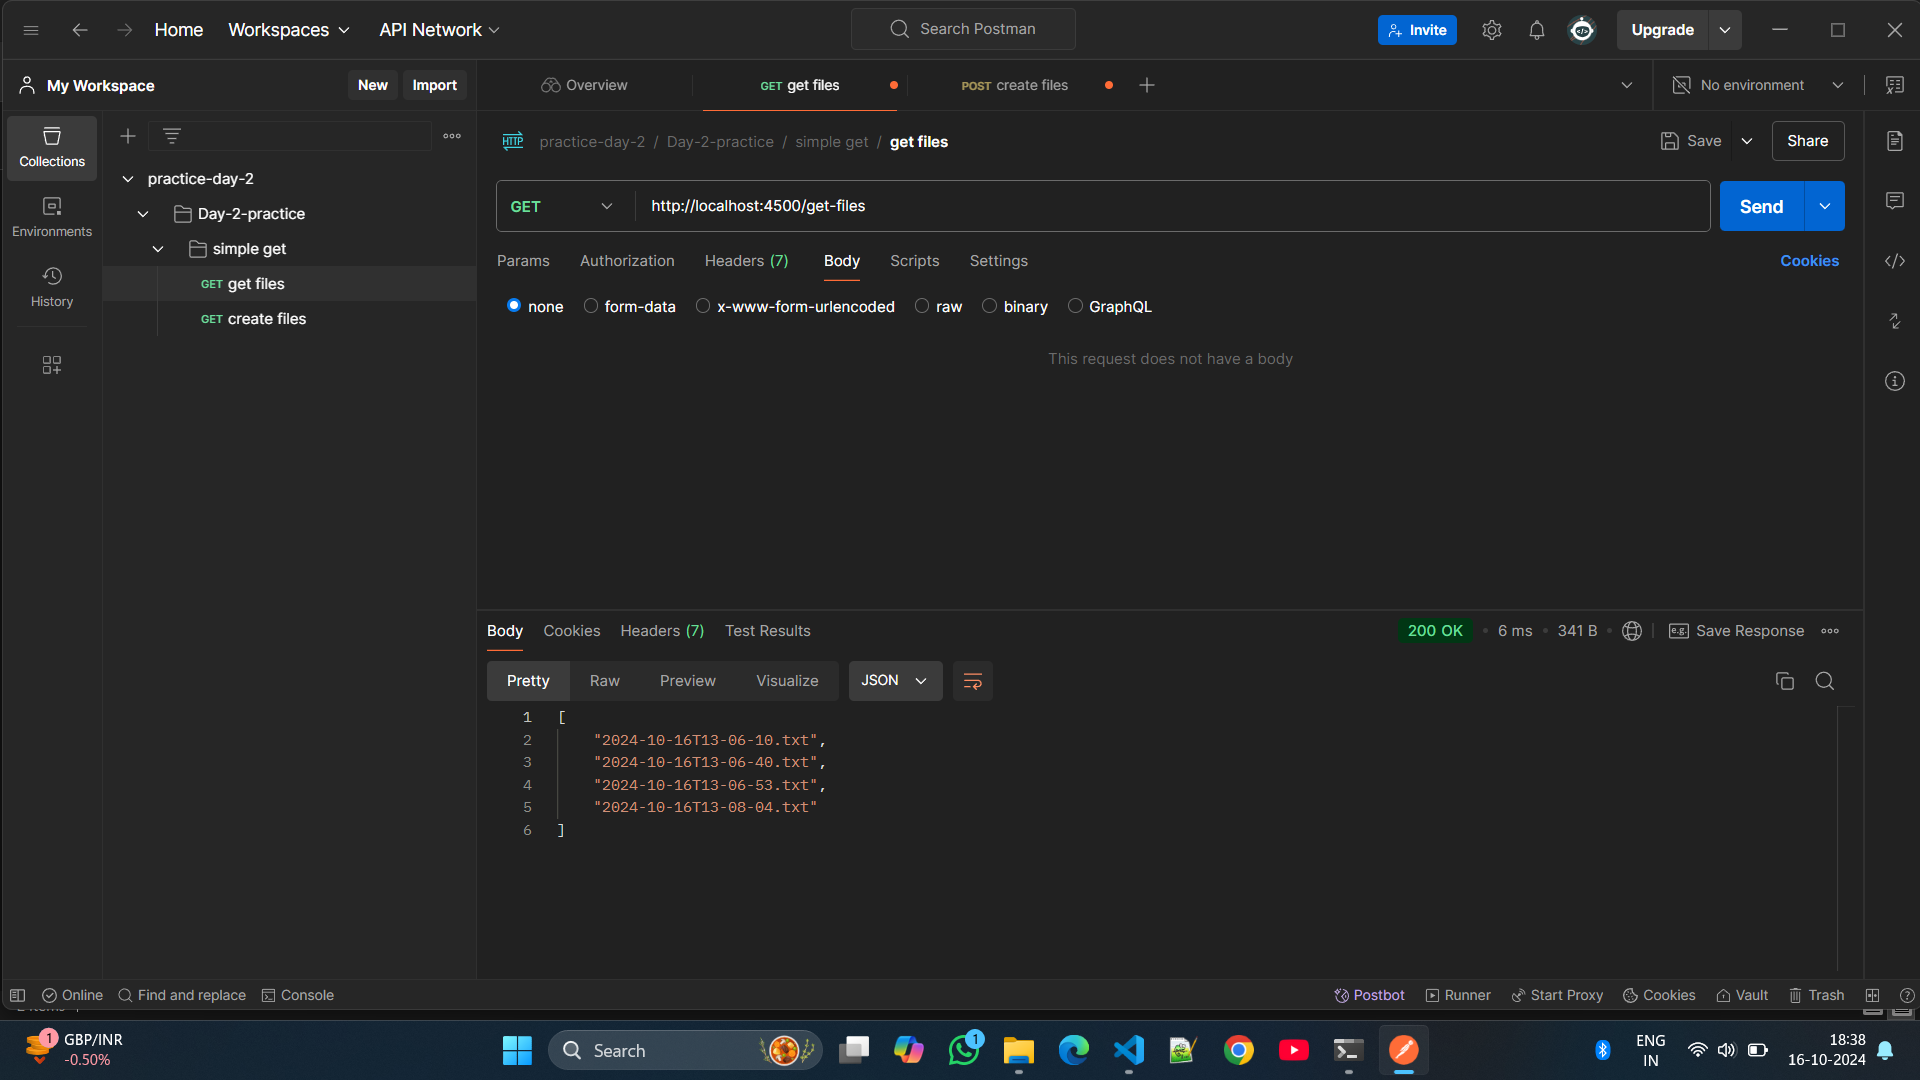 Home
Workspaces
API Network
Search Postman
Invite
Upgrade
My Workspace
New
Import
Overview
GET get files
POST create files
No environment
Collections
Environments
History
practice-day-2
Day-2-practice
simple get
GET get files
GET create files
HTTP
practice-day-2 / Day-2-practice / simple get / get files
Save
Share
GET
http://localhost:4500/get-files
Send
Params
Authorization
Headers (7)
Body
Scripts
Settings
Cookies
none
form-data
x-www-form-urlencoded
raw
binary
GraphQL
This request does not have a body
Body
Cookies
Headers (7)
Test Results
200 OK
6 ms
341 B
e.g.
Save Response
Pretty
Raw
Preview
Visualize
JSON
1 [
2 "2024-10-16T13-06-10.txt",
3 "2024-10-16T13-06-40.txt",
4 "2024-10-16T13-06-53.txt",
5 "2024-10-16T13-08-04.txt"
6 ]
Online
Find and replace
Console
Postbot
Runner
Start Proxy
Cookies
Vault
Trash
1
GBP/INR
-0.50%
Search
1
ENG
IN
18:38
16-10-2024